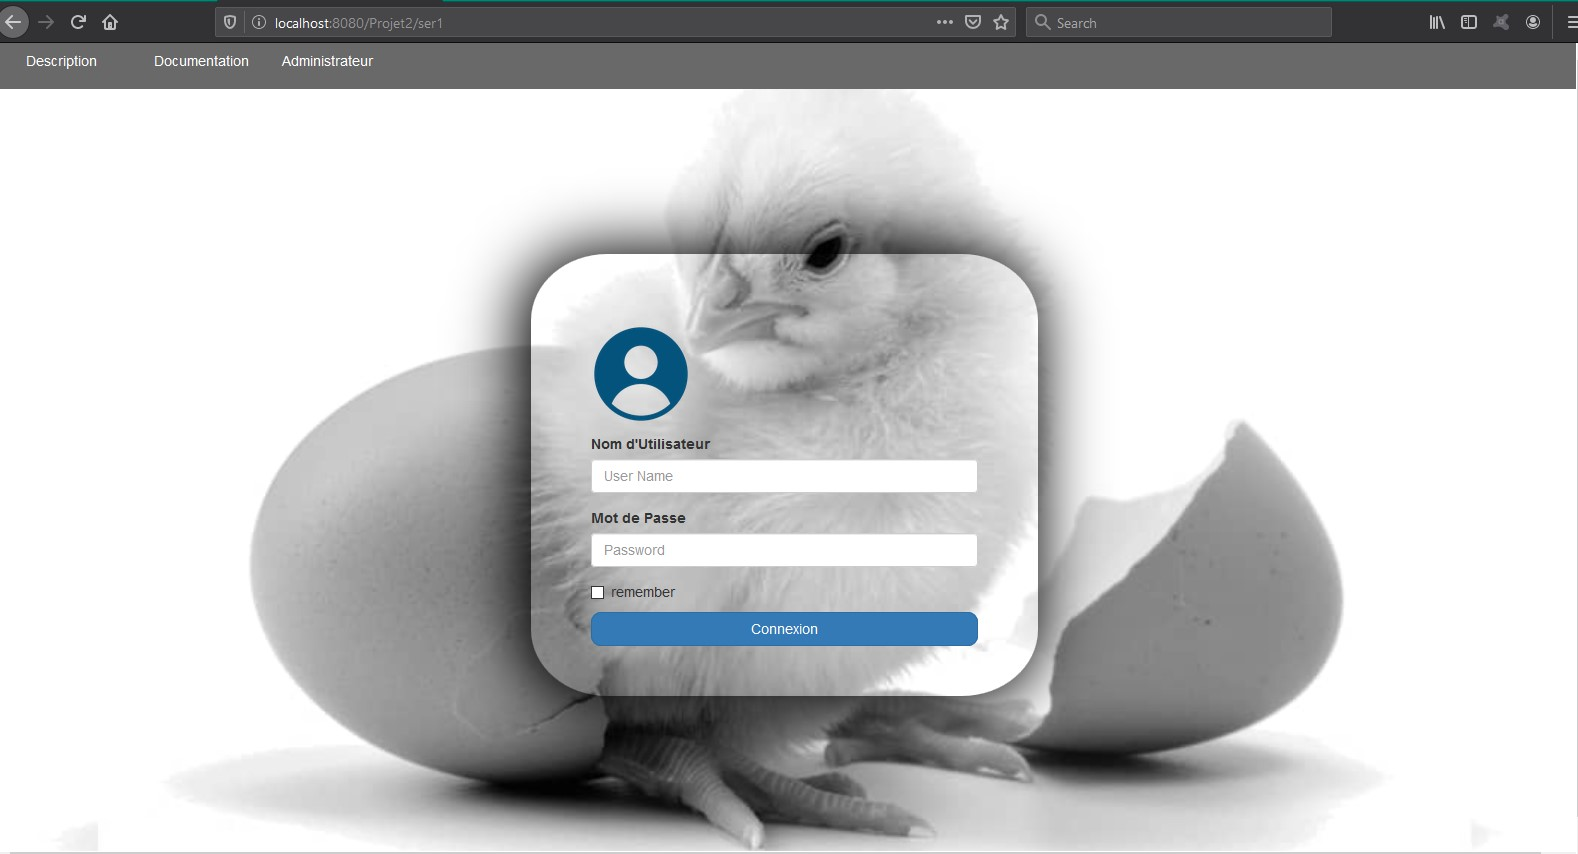 localhost:8080/Projet2/ser1
Search
Description Documentation Administrateur
Nom d'Utilisateur
User Name
Mot de Passe
Password
remember
Connexion